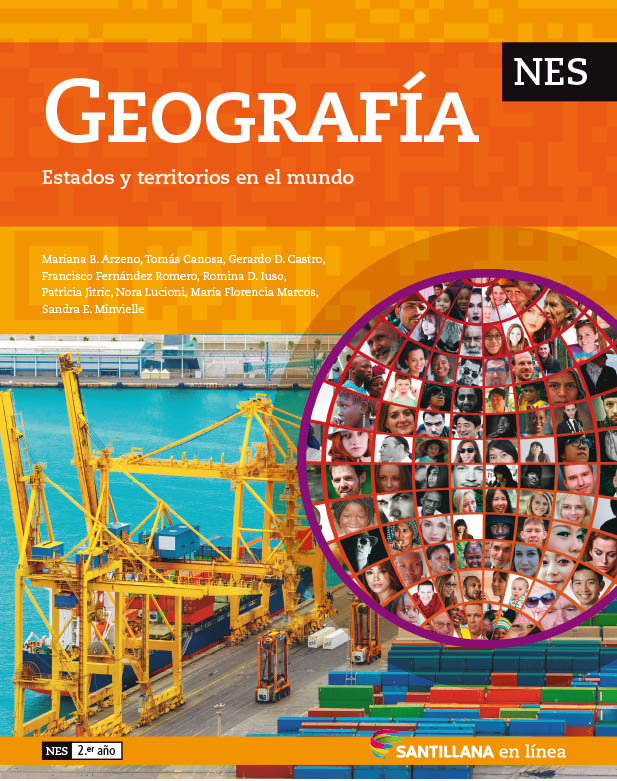 NES
GEOGRAFÍA
Estados y territorios en el mundo
Mariana B. Arzeno, Tomás Canosa, Gerardo D. Castro,
Francisco Fernández Romero, Romina D. Iuso,
Patricia Jitric, Nora Lucioni, María Florencia Marcos,
Sandra E. Minvielle
NES 2.er año
SANTILLANA en línea